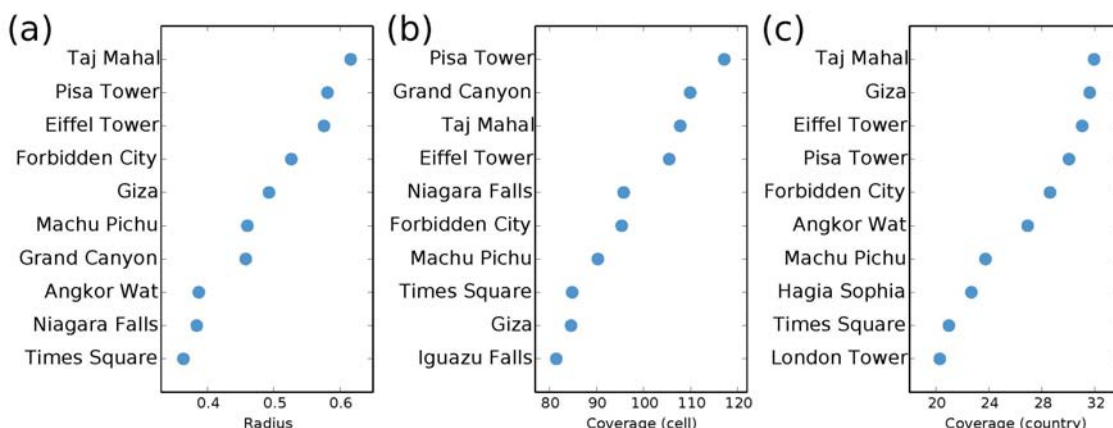 (a)
Taj Mahal
Pisa Tower
Eiffel Tower
Forbidden City
Giza
Machu Pichu
Grand Canyon
Angkor Wat
Niagara Falls
Times Square
0.4 0.5 0.6
Radius
(b)
Pisa Tower
Grand Canyon
Taj Mahal
Eiffel Tower
Niagara Falls
Forbidden City
Machu Pichu
Times Square
Giza
Iguazu Falls
80 90 100 110 120
Coverage (cell)
(c)
Taj Mahal
Giza
Eiffel Tower
Pisa Tower
Forbidden City
Angkor Wat
Machu Pichu
Hagia Sophia
Times Square
London Tower
20 24 28 32
Coverage (country)